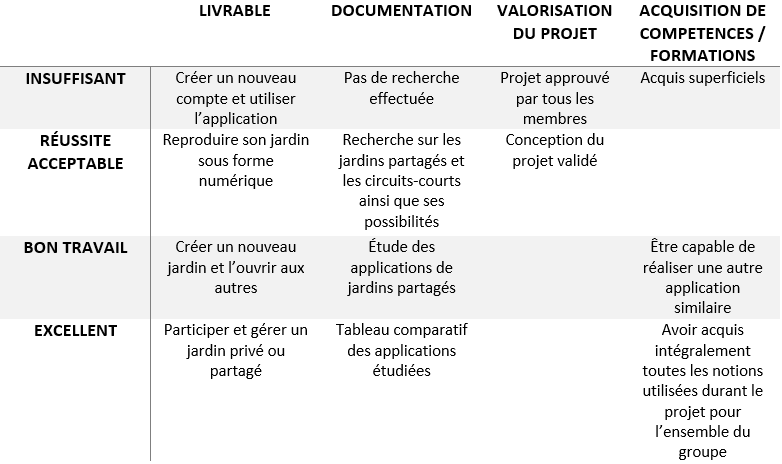 LIVRABLE
DOCUMENTATION
VALORISATION
DU PROJET
ACQUISITION DE
COMPETENCES /
FORMATIONS
INSUFFISANT
Créer un nouveau
compte et utiliser
l’application
Pas de recherche
effectuée
Projet approuvé
par tous les
membres
Acquis superficiels
RÉUSSITE
ACCEPTABLE
Reproduire son jardin
sous forme
numérique
Recherche sur les
jardins partagés et
les circuits-courts
ainsi que ses
possibilités
Conception du
projet validé
BON TRAVAIL
Créer un nouveau
jardin et l’ouvrir aux
autres
Étude des
applications de
jardins partagés
Être capable de
réaliser une autre
application
similaire
EXCELLENT
Participer et gérer un
jardin privé ou
partagé
Tableau comparatif
des applications
étudiées
Avoir acquis
intégralement
toutes les notions
utilisées durant le
projet pour
l’ensemble du
groupe